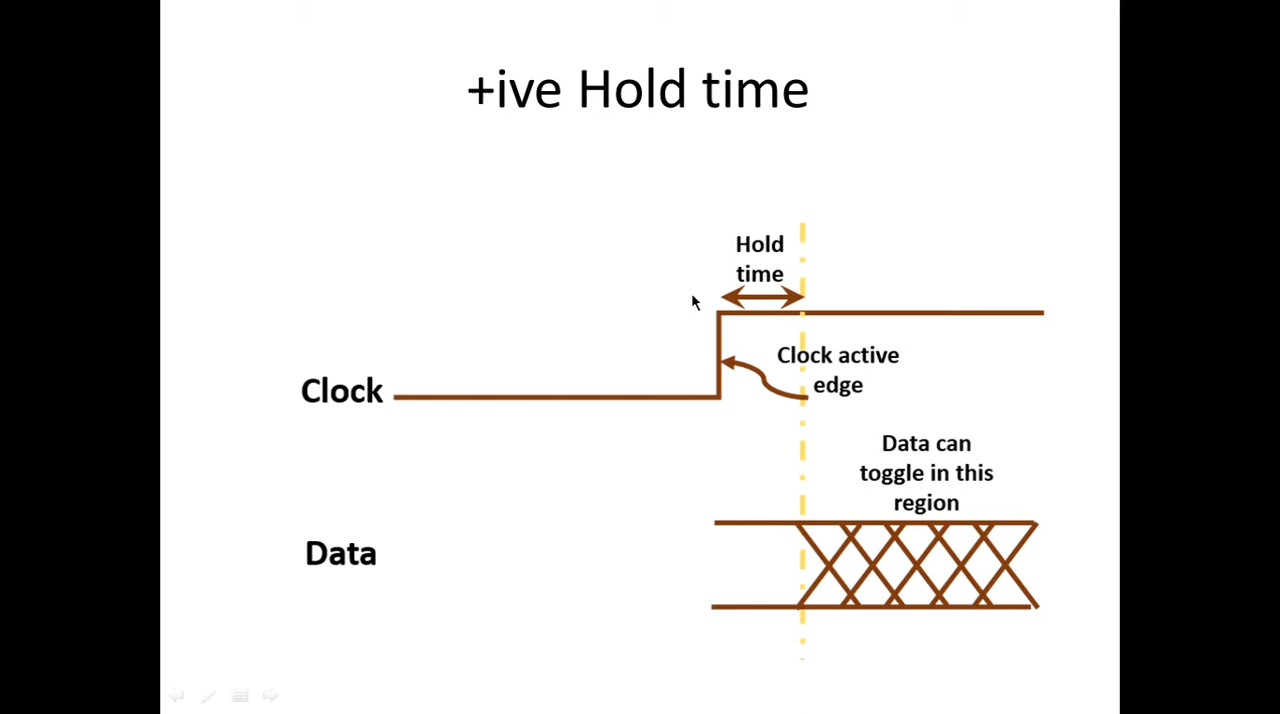 +ive Hold time
Hold
time
Clock active
edge
Clock
Data can
toggle in this
region
Data